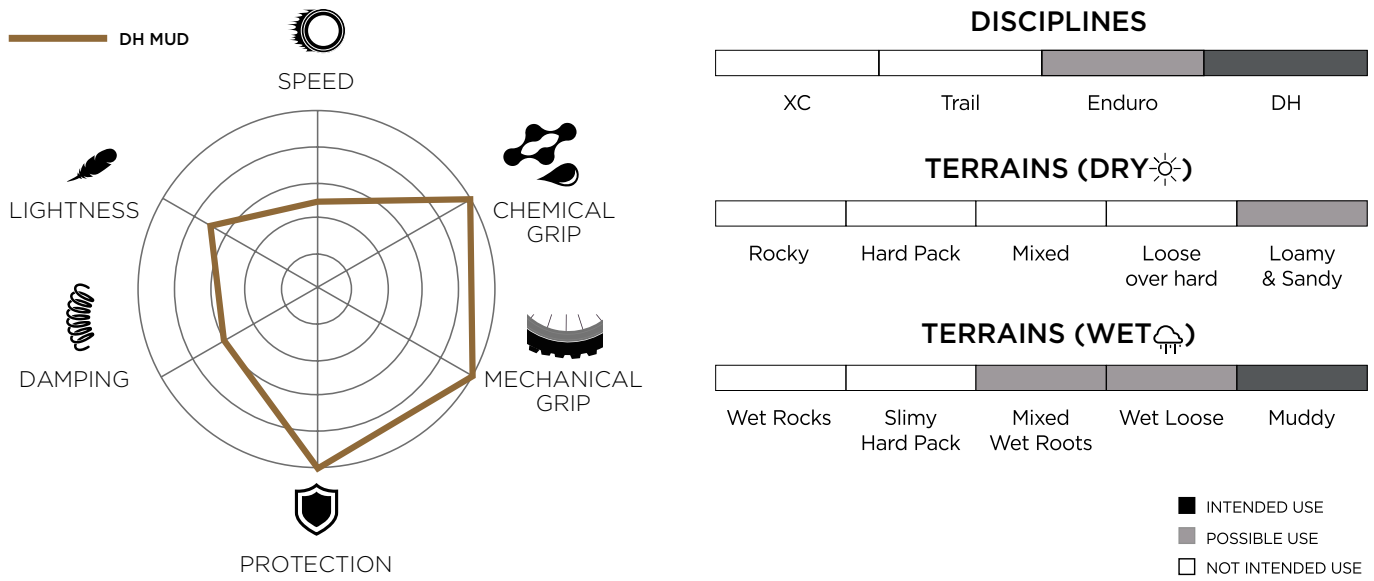 DH MUD
SPEED
LIGHTNESS
CHEMICAL
GRIP
DAMPING
MECHANICAL
GRIP
PROTECTION
DISCIPLINES
XC
Trail
Enduro
DH
TERRAINS (DRY)
Rocky
Hard Pack
Mixed
Loose
over hard
Loamy
& Sandy
TERRAINS (WET)
Wet Rocks
Slimy
Hard Pack
Mixed
Wet Roots
Wet Loose
Muddy
INTENDED USE
POSSIBLE USE
NOT INTENDED USE